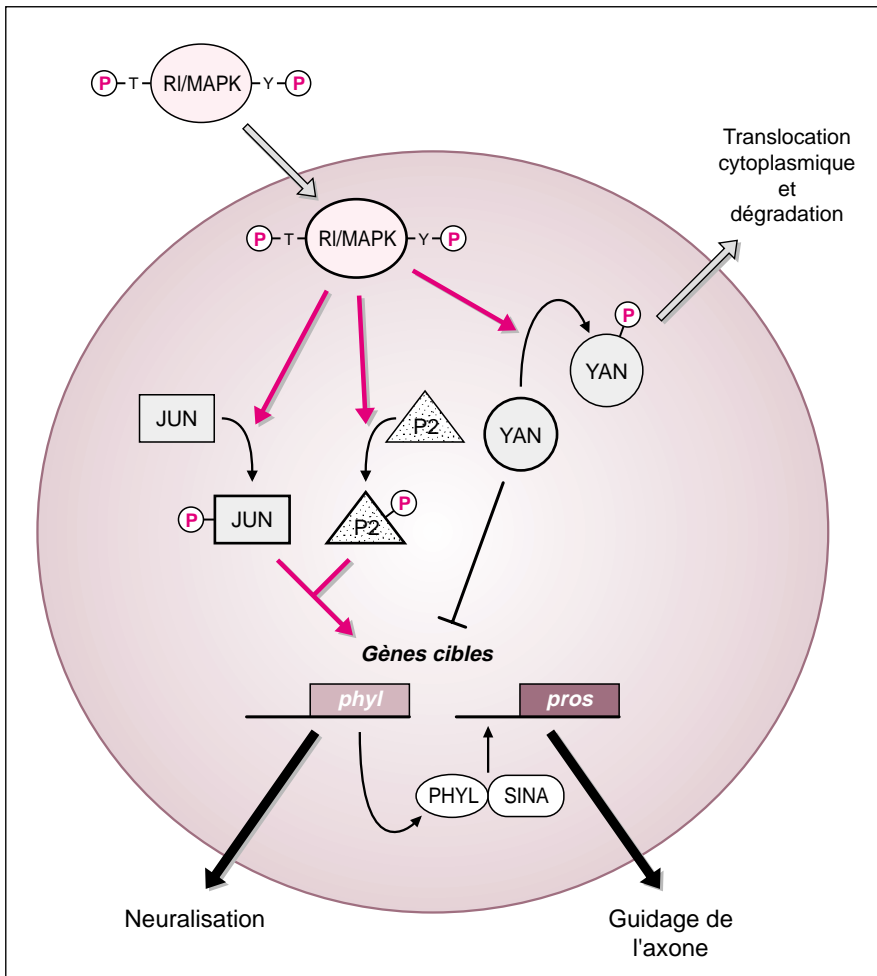 P T RI/MAPK Y P
Translocation
cytoplasmique
et
dégradation
P T RI/MAPK Y P
P
YAN
JUN
P2
YAN
P JUN
P2 P
Gènes cibles
phyl
pros
PHYL SINA
Neuralisation
Guidage de
l'axone